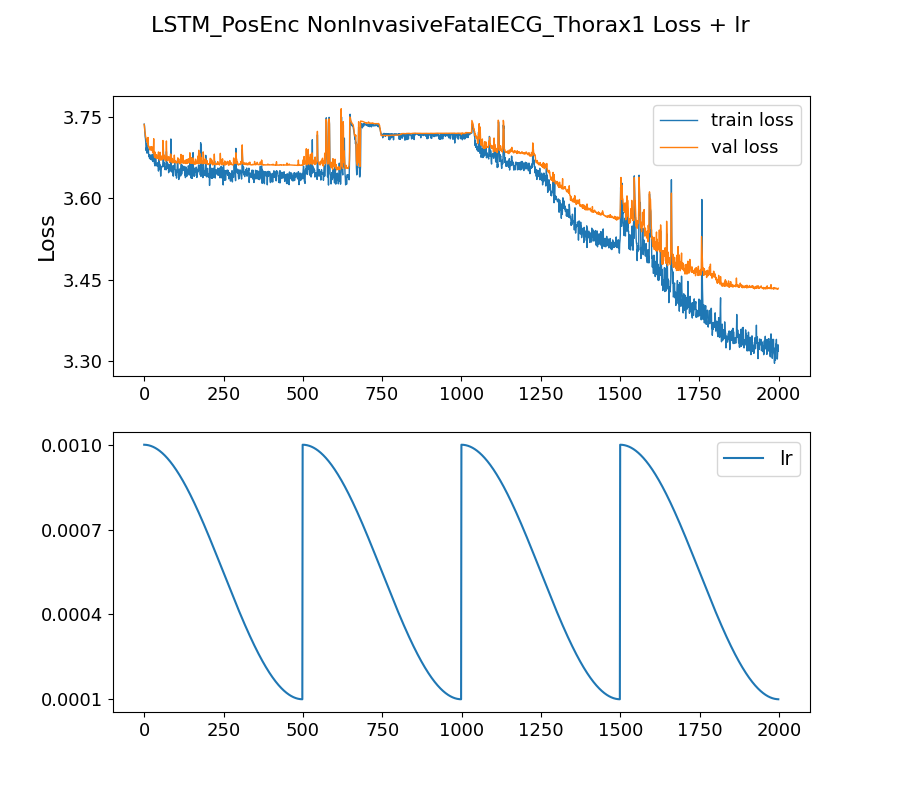 LSTM_PosEnc NonInvasiveFatalECG_Thorax1 Loss + lr
3.75
3.60
3.45
3.30
Loss
train loss
val loss
0 250 500 750 1000 1250 1500 1750 2000
0.0010
0.0007
0.0004
0.0001
lr
0 250 500 750 1000 1250 1500 1750 2000